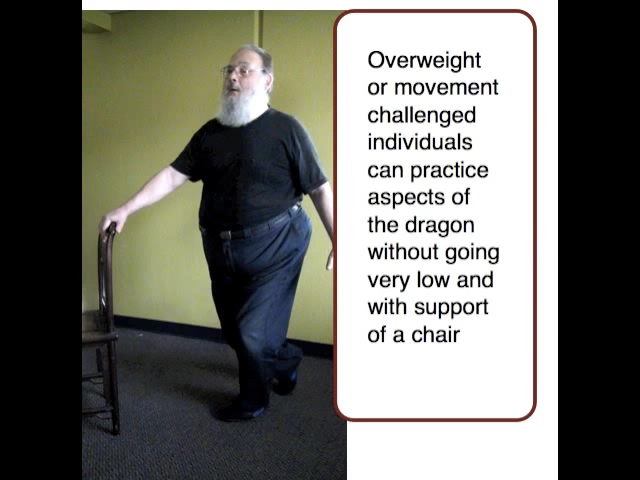 Overweight
or movement
challenged
individuals
can practice
aspects of
the dragon
without going
very low and
with support
of a chair